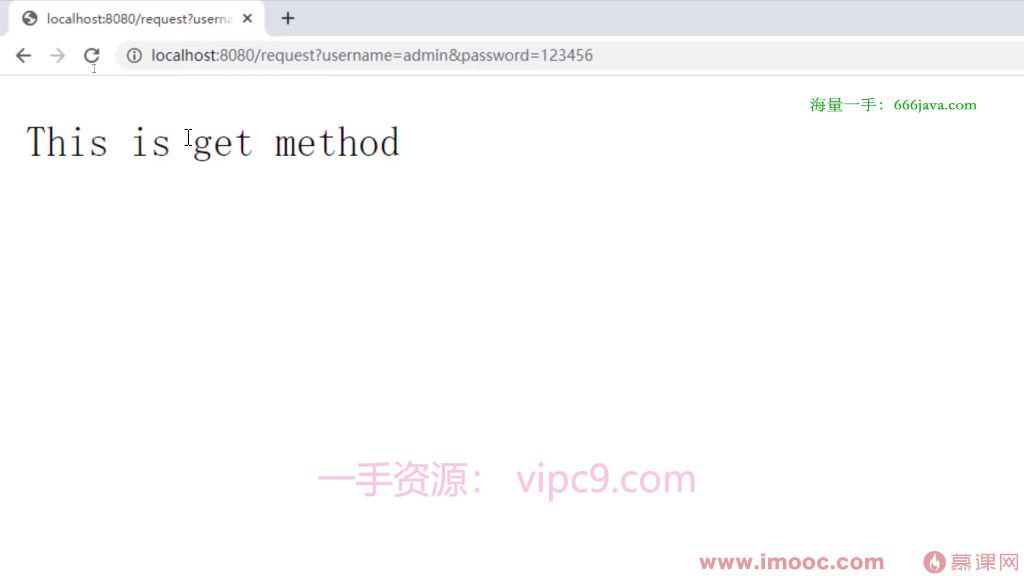 localhost:8080/request?userna
localhost:8080/request?username=admin&password=123456
海量一手：666java.com
This is get method
一手资源： vipc9.com
www.imooc.com 慕课网